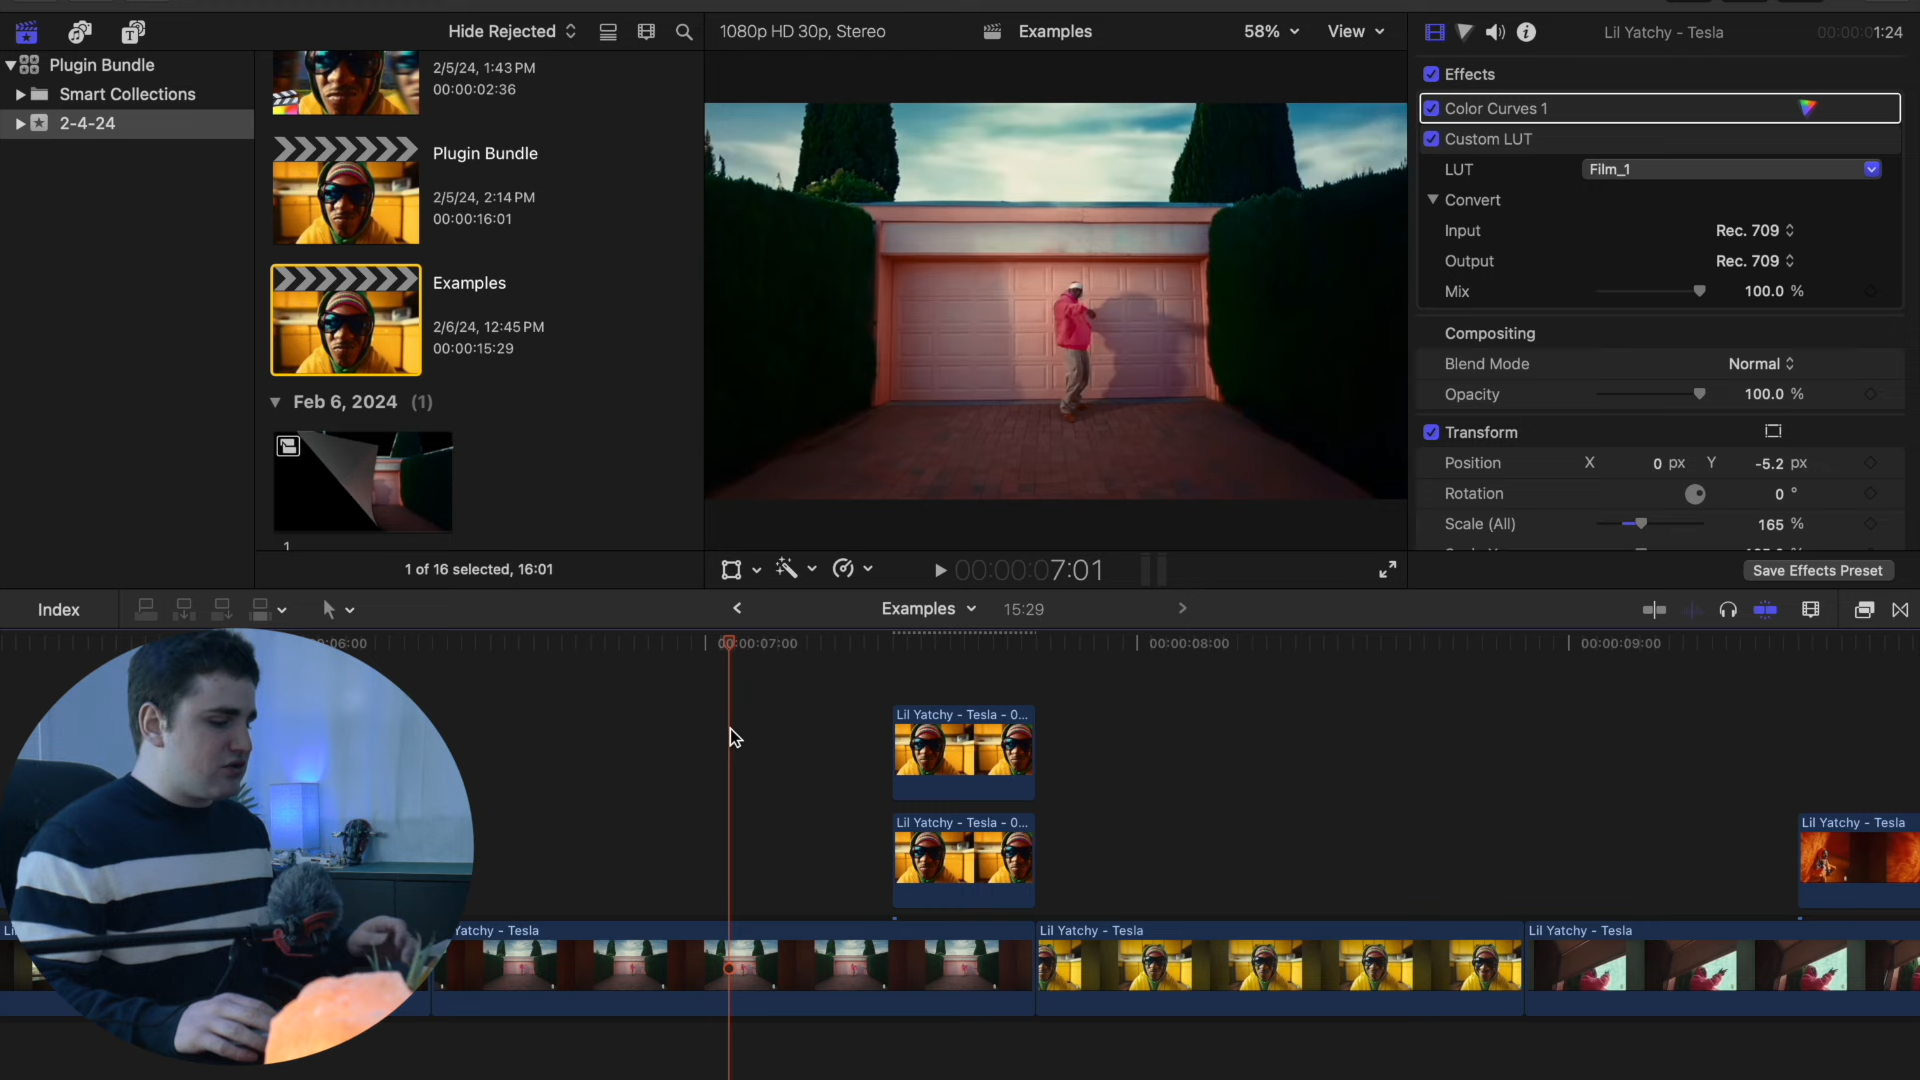 Hide Rejected
1080p HD 30p, Stereo
Examples
58%
View
Lil Yatchy - Tesla
00:00:01:24
Plugin Bundle
Smart Collections
2-4-24
2/5/24, 1:43 PM
00:00:02:36
Plugin Bundle
2/5/24, 2:14 PM
00:00:16:01
Examples
2/6/24, 12:45 PM
00:00:15:29
Feb 6, 2024 (1)
1
1 of 16 selected, 16:01
Effects
Color Curves 1
Custom LUT
LUT Film_1
Convert
Input Rec. 709
Output Rec. 709
Mix 100.0 %
Compositing
Blend Mode Normal
Opacity 100.0 %
Transform
Position X 0 px Y -5.2 px
Rotation 0 °
Scale (All) 165 %
Save Effects Preset
00:00:07:01
Index
Examples 15:29
00:00:07:00
00:00:08:00
00:00:09:00
Lil Yatchy - Tesla - 0...
Lil Yatchy - Tesla - 0...
Lil Yatchy - Tesla
Yatchy - Tesla
Lil Yatchy - Tesla
Lil Yatchy - Tesla